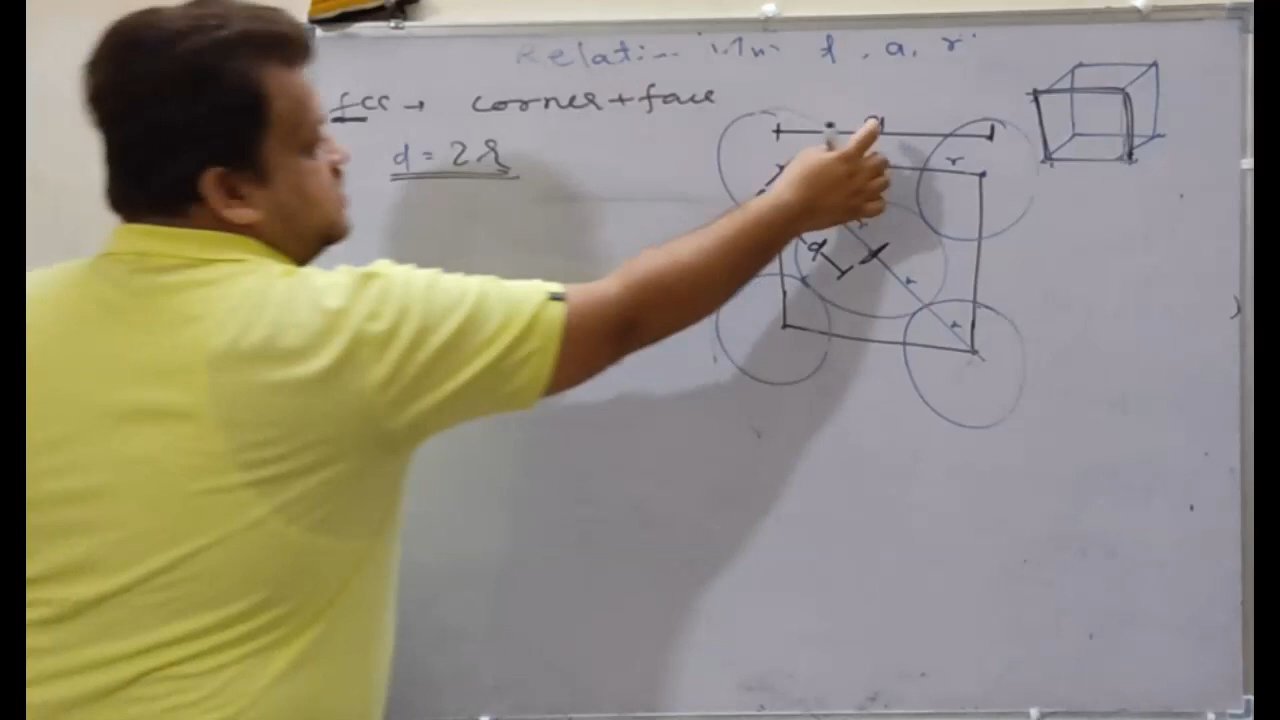 Relation d, a, r
fcc → corner + face
d = 2r
r
r
d
r
r